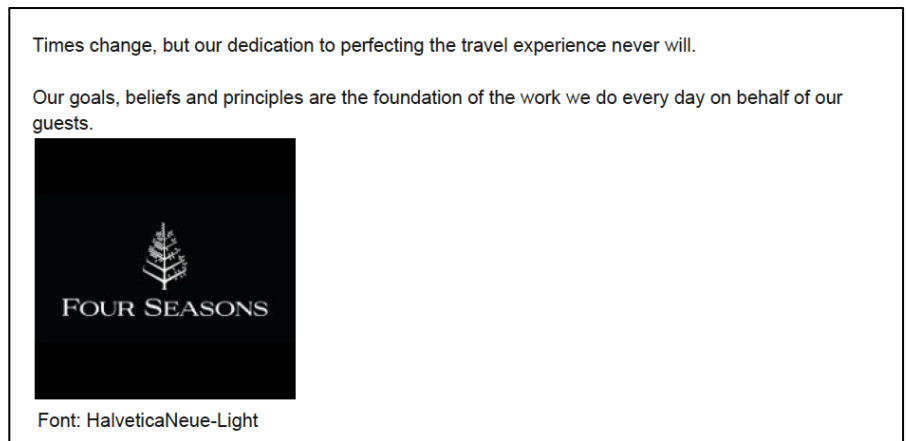 Times change, but our dedication to perfecting the travel experience never will.
Our goals, beliefs and principles are the foundation of the work we do every day on behalf of our
guests.
FOUR SEASONS
Font: HalveticaNeue-Light